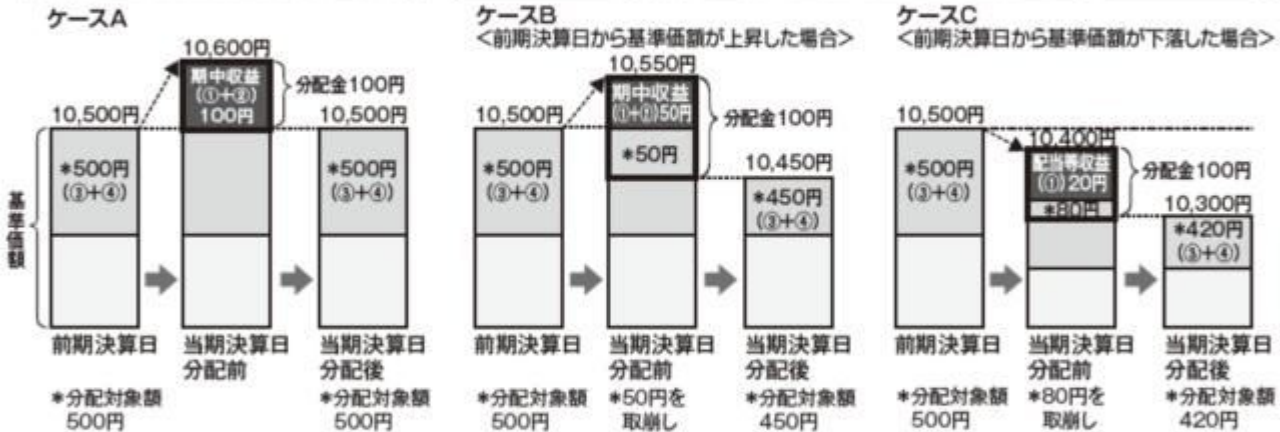 ケースA
10,600円
期中収益
(①+②)
100円
分配金100円
10,500円
10,500円
*500円
(③+④)
*500円
(③+④)
基準価額
前期決算日
当期決算日
分配前
当期決算日
分配後
*分配対象額
500円
*分配対象額
500円
ケースB
<前期決算日から基準価額が上昇した場合>
10,550円
期中収益
(①+②)50円
分配金100円
10,500円
*500円
(③+④)
*50円
10,450円
*450円
(③+④)
前期決算日
当期決算日
分配前
当期決算日
分配後
*分配対象額
500円
*50円を
取崩し
*分配対象額
450円
ケースC
<前期決算日から基準価額が下落した場合>
10,500円
10,400円
配当等収益
(①)20円
分配金100円
*500円
(③+④)
*80円
10,300円
*420円
(③+④)
前期決算日
当期決算日
分配前
当期決算日
分配後
*分配対象額
500円
*80円を
取崩し
*分配対象額
420円